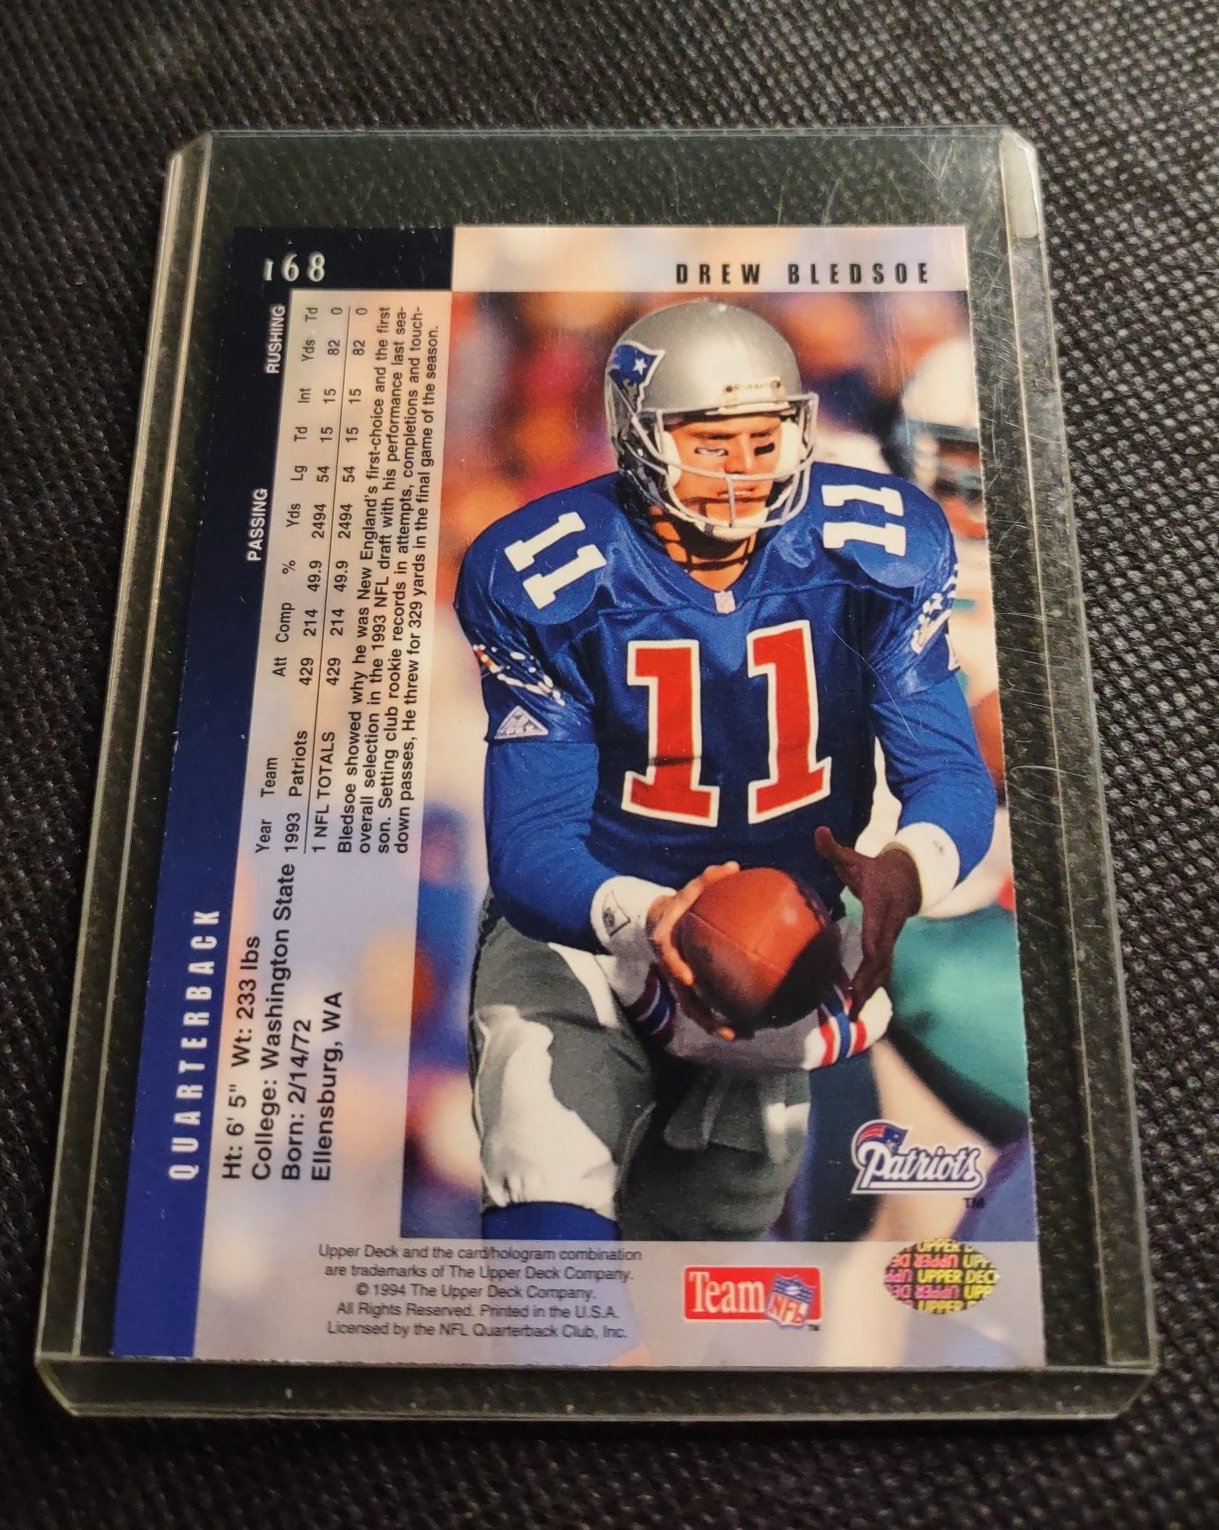 168
DREW BLEDSOE
QUARTERBACK
Ht: 6' 5" Wt: 233 lbs
College: Washington State
Born: 2/14/72
Ellensburg, WA
PASSING RUSHING
Year Team Att Comp % Yds Lg Td Int Yds Td
1993 Patriots 429 214 49.9 2494 54 15 15 82 0
1 NFL TOTALS 429 214 49.9 2494 54 15 15 82 0
Bledsoe showed why he was New England's first-choice and the first
overall selection in the 1993 NFL draft with his performance last sea-
son. Setting club rookie records in attempts, completions and touch-
down passes, He threw for 329 yards in the final game of the season.
11
11
11
Patriots
TM
Upper Deck and the card/hologram combination
are trademarks of The Upper Deck Company.
© 1994 The Upper Deck Company.
All Rights Reserved. Printed in the U.S.A.
Licensed by the NFL Quarterback Club, Inc.
Team NFL
TM
UPPER DECK